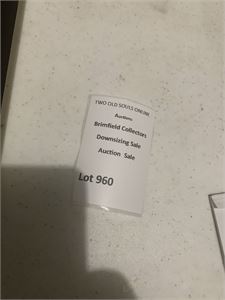 TWO OLD SOULS ONLINE
Auctions
Brimfield Collectors
Downsizing Sale
Auction Sale
Lot 960